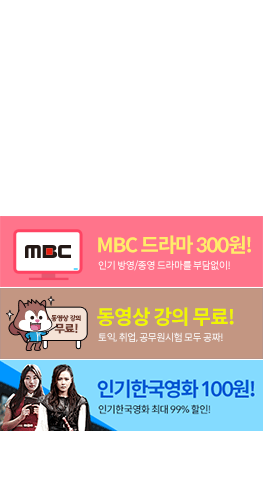 MBC
MBC 드라마 300원!
인기 방영/종영 드라마를 부담없이!
동영상 강의
무료!
동영상 강의 무료!
토익, 취업, 공무원시험 모두 공짜!
인기한국영화 100원!
인기한국영화 최대 99% 할인!